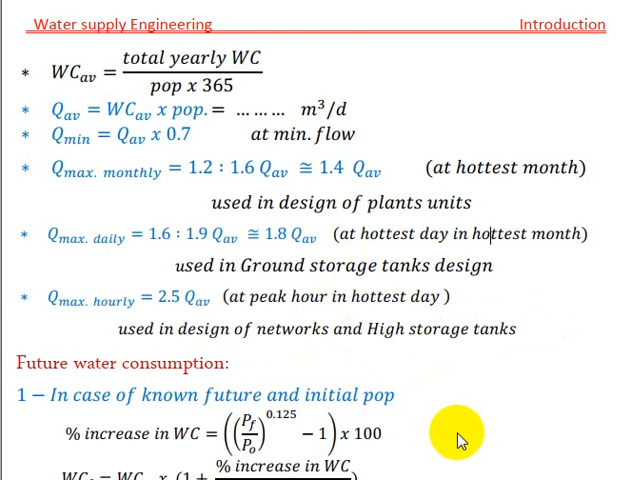 Water supply Engineering Introduction
* WC_av = total yearly WC / pop x 365
* Q_av = WC_av x pop. = ... ... ... m³/d
* Q_min = Q_av x 0.7 at min. flow
* Q_max. monthly = 1.2 : 1.6 Q_av ≅ 1.4 Q_av (at hottest month)
used in design of plants units
* Q_max. daily = 1.6 : 1.9 Q_av ≅ 1.8 Q_av (at hottest day in hottest month)
used in Ground storage tanks design
* Q_max. hourly = 2.5 Q_av (at peak hour in hottest day )
used in design of networks and High storage tanks
Future water consumption:
1 – In case of known future and initial pop
% increase in WC = ((P_f / P_o)^0.125 – 1) x 100
% increase in WC